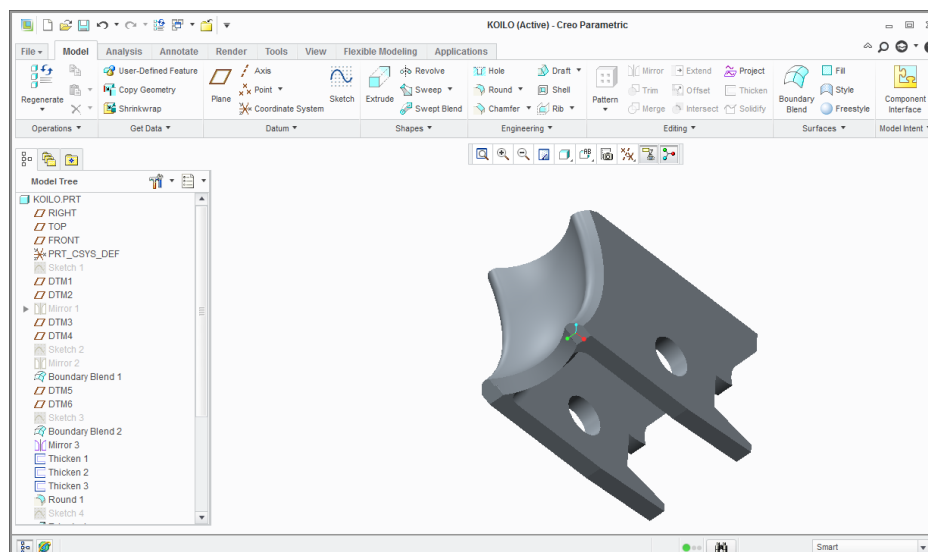 KOILO (Active) - Creo Parametric
File Model Analysis Annotate Render Tools View Flexible Modeling Applications
User-Defined Feature Axis Revolve Hole Draft Mirror Extend Project Fill
Copy Geometry Point Sweep Round Shell Trim Offset Thicken Style
Regenerate Plane Sketch Extrude Pattern Boundary Blend Component Interface
Shrinkwrap Coordinate System Swept Blend Chamfer Rib Merge Intersect Solidify Freestyle
Operations Get Data Datum Shapes Engineering Editing Surfaces Model Intent
Model Tree
KOILO.PRT
RIGHT
TOP
FRONT
PRT_CSYS_DEF
Sketch 1
DTM1
DTM2
Mirror 1
DTM3
DTM4
Sketch 2
Mirror 2
Boundary Blend 1
DTM5
DTM6
Sketch 3
Boundary Blend 2
Mirror 3
Thicken 1
Thicken 2
Thicken 3
Round 1
Sketch 4
Smart